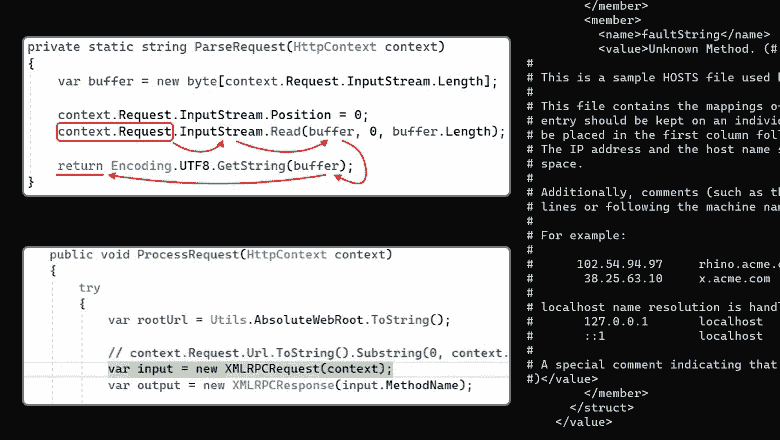 private static string ParseRequest(HttpContext context)
{
var buffer = new byte[context.Request.InputStream.Length];
context.Request.InputStream.Position = 0;
context.Request.InputStream.Read(buffer, 0, buffer.Length);
return Encoding.UTF8.GetString(buffer);
}
public void ProcessRequest(HttpContext context)
{
try
{
var rootUrl = Utils.AbsoluteWebRoot.ToString();
// context.Request.Url.ToString().Substring(0, context.
var input = new XMLRPCRequest(context);
var output = new XMLRPCResponse(input.MethodName);
</member>
<member>
<name>faultString</name>
<value>Unknown Method. (#
#
# This is a sample HOSTS file used
#
# This file contains the mappings
# entry should be kept on an
# be placed in the first column
# The IP address and the host name
# space.
#
# Additionally, comments (such as
# lines or following the machine
#
# For example:
#
# 102.54.94.97 rhino.acme.
# 38.25.63.10 x.acme.com
#
# localhost name resolution is
# 127.0.0.1 localhost
# ::1 localhost
#
# A special comment indicating that
#)</value>
</member>
</struct>
</value>